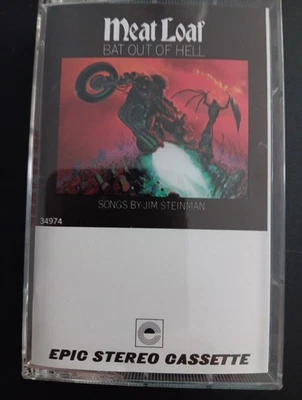 Meat Loaf
BAT OUT OF HELL
SONGS BY JIM STEINMAN
34974
e
EPIC STEREO CASSETTE